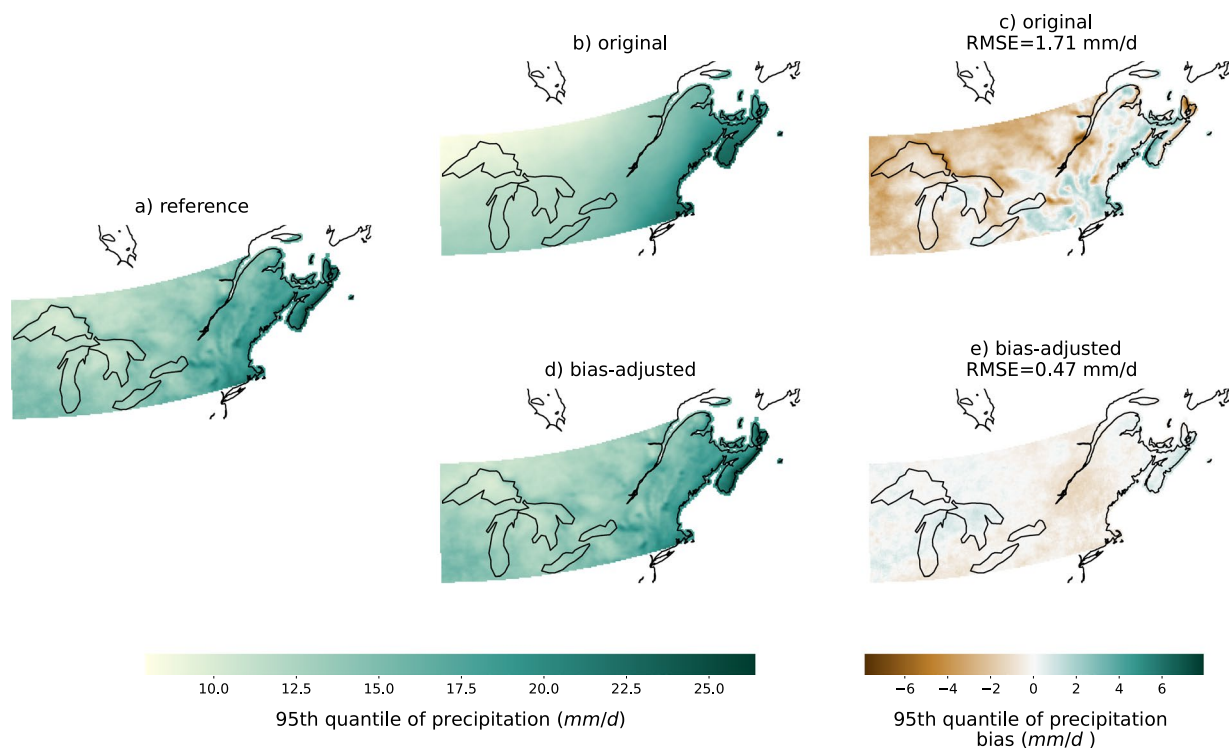 a) reference
b) original
c) original
RMSE=1.71 mm/d
d) bias-adjusted
e) bias-adjusted
RMSE=0.47 mm/d
10.0 12.5 15.0 17.5 20.0 22.5 25.0
95th quantile of precipitation (mm/d)
−6 −4 −2 0 2 4 6
95th quantile of precipitation
bias (mm/d )